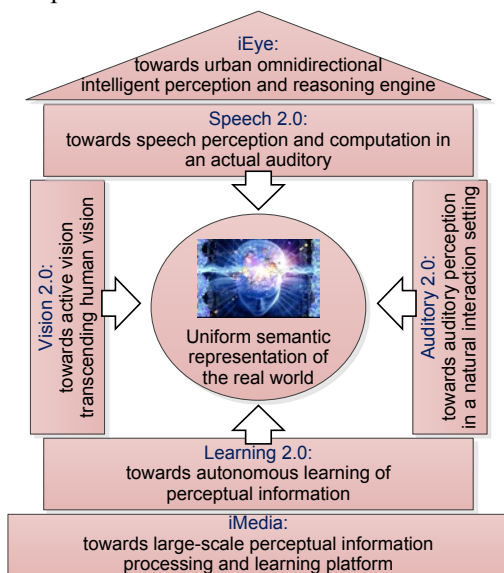 iEye:
towards urban omnidirectional
intelligent perception and reasoning engine
Speech 2.0:
towards speech perception and computation in
an actual auditory
Vision 2.0:
towards active vision
transcending human vision
Uniform semantic
representation of
the real world
Auditory 2.0:
towards auditory perception
in a natural interaction setting
Learning 2.0:
towards autonomous learning of
perceptual information
iMedia:
towards large-scale perceptual information
processing and learning platform